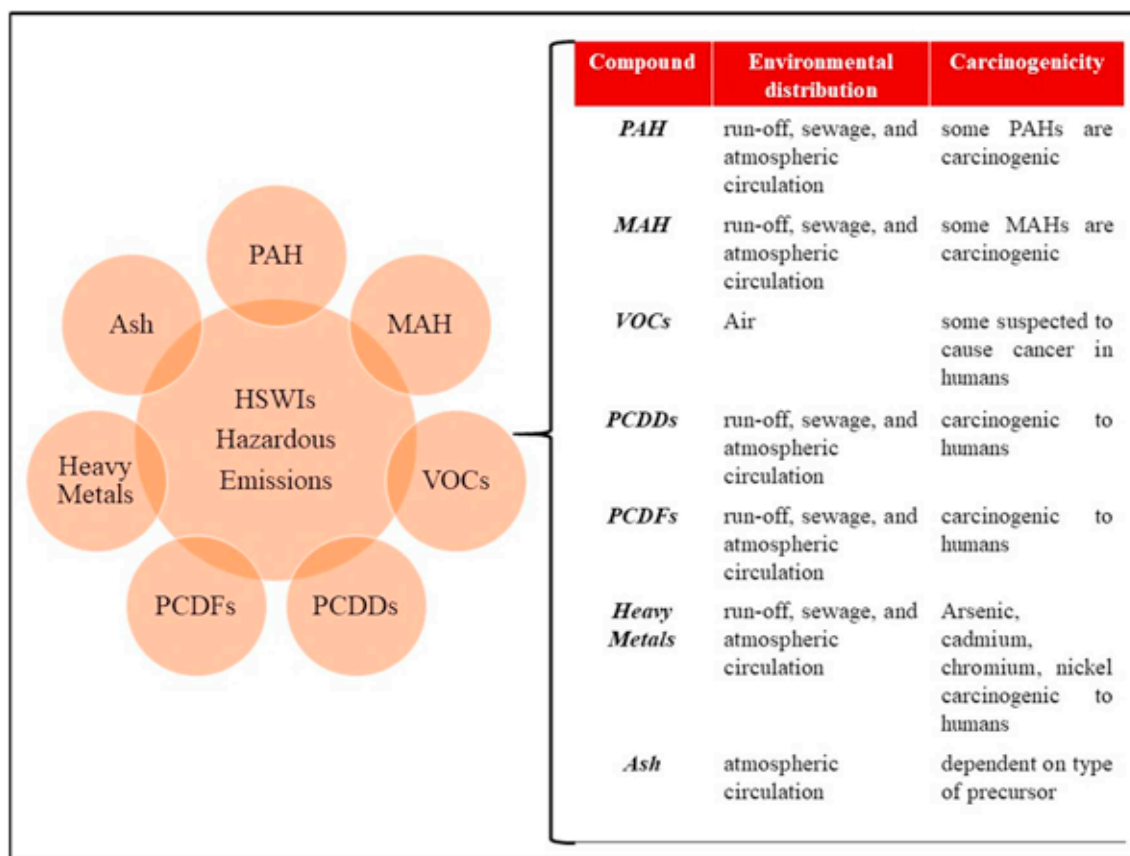 PAH
MAH
VOCs
PCDDs
PCDFs
Heavy
Metals
Ash
HSWIs
Hazardous
Emissions
Compound Environmental distribution Carcinogenicity
PAH run-off, sewage, and some PAHs are
atmospheric carcinogenic
circulation
MAH run-off, sewage, and some MAHs are
atmospheric carcinogenic
circulation
VOCs Air some suspected to
cause cancer in
humans
PCDDs run-off, sewage, and carcinogenic to
atmospheric humans
circulation
PCDFs run-off, sewage, and carcinogenic to
atmospheric humans
circulation
Heavy run-off, sewage, and Arsenic,
Metals atmospheric cadmium,
circulation chromium, nickel
carcinogenic to
humans
Ash atmospheric dependent on type
circulation of precursor